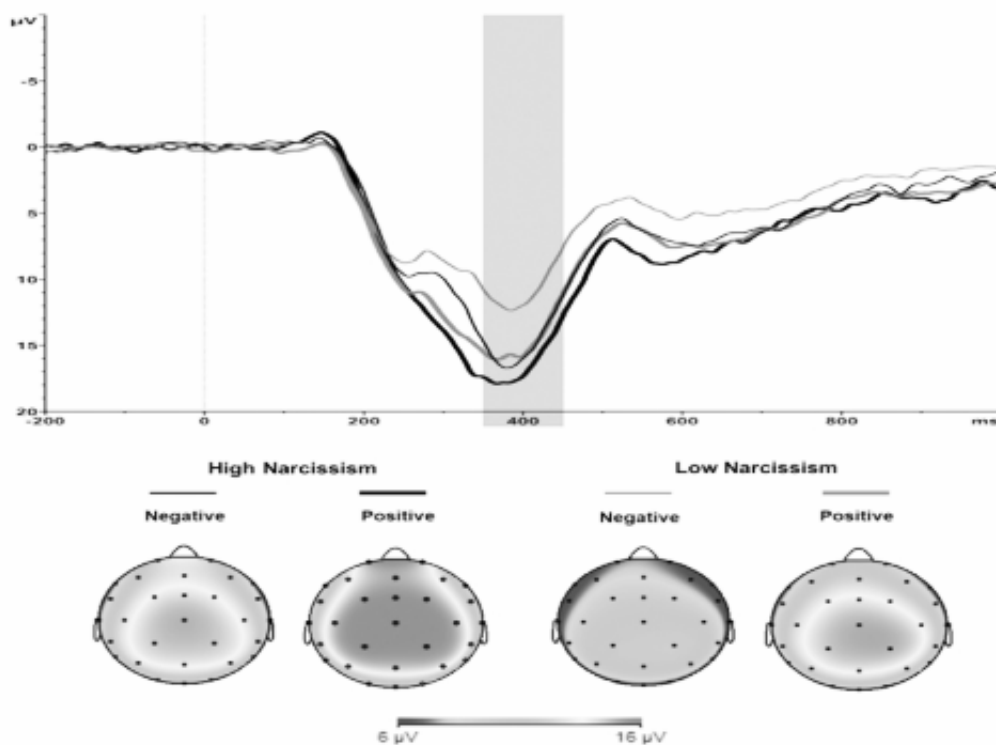 µV
-5
0
5
10
15
20
-200 0 200 400 600 800 ms
High Narcissism Low Narcissism
Negative Positive Negative Positive
6 µV 16 µV